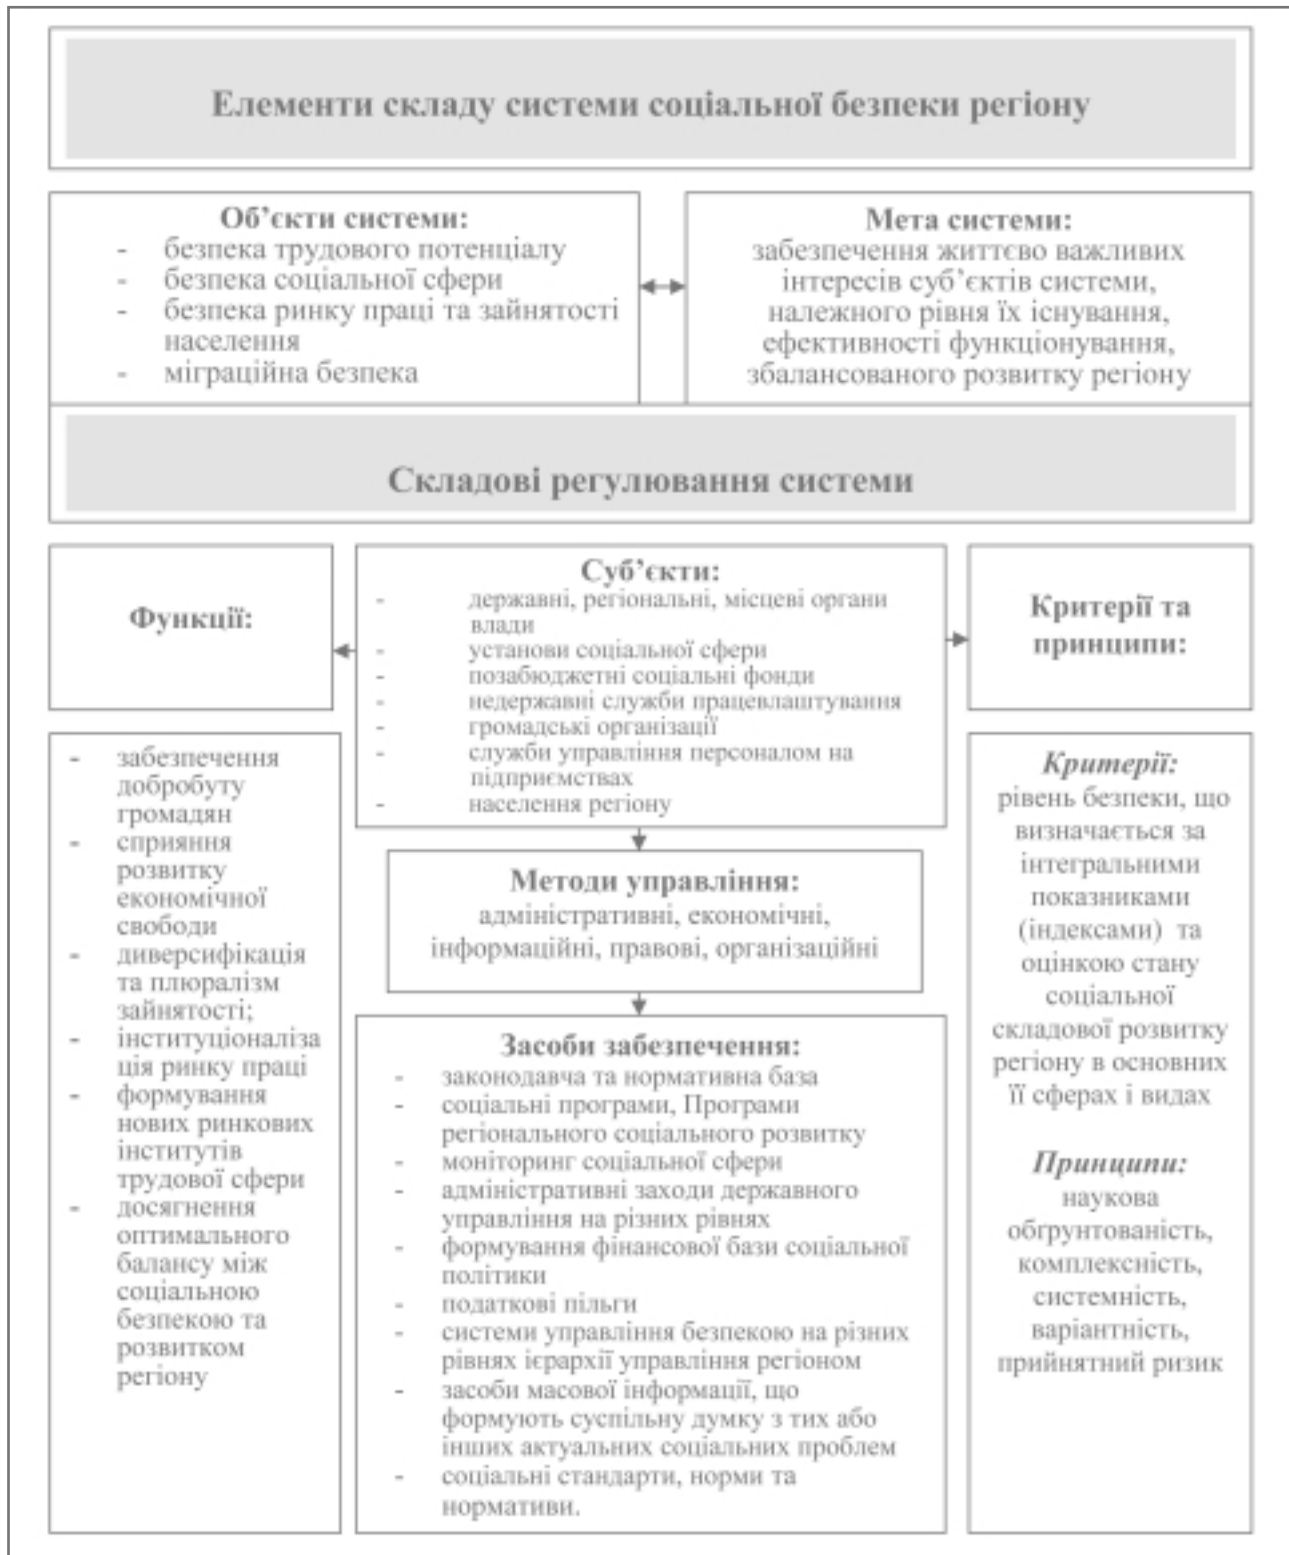 Елементи складу системи соціальної безпеки регіону
Об’єкти системи:
- безпека трудового потенціалу
- безпека соціальної сфери
- безпека ринку праці та зайнятості
населення
- міграційна безпека
Мета системи:
забезпечення життєво важливих
інтересів суб’єктів системи,
належного рівня їх існування,
ефективності функціонування,
збалансованого розвитку регіону
Складові регулювання системи
Функції:
- забезпечення
добробуту
громадян
- сприяння
розвитку
економічної
свободи
- диверсифікація
та плюралізм
зайнятості;
- інституціоналіза
ція ринку праці
- формування
нових ринкових
інститутів
трудової сфери
- досягнення
оптимального
балансу між
соціальною
безпекою та
розвитком
регіону
Суб’єкти:
- державні, регіональні, місцеві органи
влади
- установи соціальної сфери
- позабюджетні соціальні фонди
- недержавні служби працевлаштування
- громадські організації
- служби управління персоналом на
підприємствах
- населення регіону
Методи управління:
адміністративні, економічні,
інформаційні, правові, організаційні
Засоби забезпечення:
- законодавча та нормативна база
- соціальні програми, Програми
регіонального соціального розвитку
- моніторинг соціальної сфери
- адміністративні заходи державного
управління на різних рівнях
- формування фінансової бази соціальної
політики
- податкові пільги
- системи управління безпекою на різних
рівнях ієрархії управління регіоном
- засоби масової інформації, що
формують суспільну думку з тих або
інших актуальних соціальних проблем
- соціальні стандарти, норми та
нормативи.
Критерії та
принципи:
Критерії:
рівень безпеки, що
визначається за
інтегральними
показниками
(індексами) та
оцінкою стану
соціальної
складової розвитку
регіону в основних
її сферах і видах
Принципи:
наукова
обґрунтованість,
комплексність,
системність,
варіантність,
прийнятний ризик